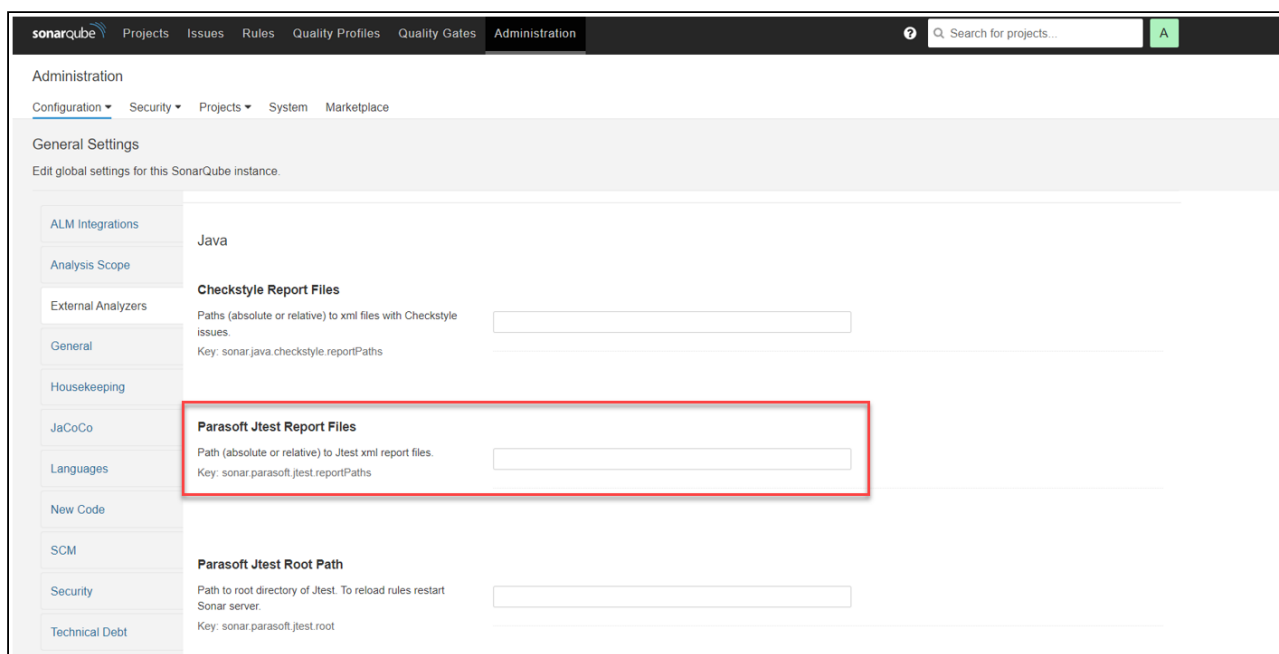 sonarqube Projects Issues Rules Quality Profiles Quality Gates Administration ? Search for projects... A
Administration
Configuration Security Projects System Marketplace
General Settings
Edit global settings for this SonarQube instance.
ALM Integrations
Analysis Scope
External Analyzers
General
Housekeeping
JaCoCo
Languages
New Code
SCM
Security
Technical Debt
Java
Checkstyle Report Files
Paths (absolute or relative) to xml files with Checkstyle
issues.
Key: sonar.java.checkstyle.reportPaths
Parasoft Jtest Report Files
Path (absolute or relative) to Jtest xml report files.
Key: sonar.parasoft.jtest.reportPaths
Parasoft Jtest Root Path
Path to root directory of Jtest. To reload rules restart
Sonar server.
Key: sonar.parasoft.jtest.root